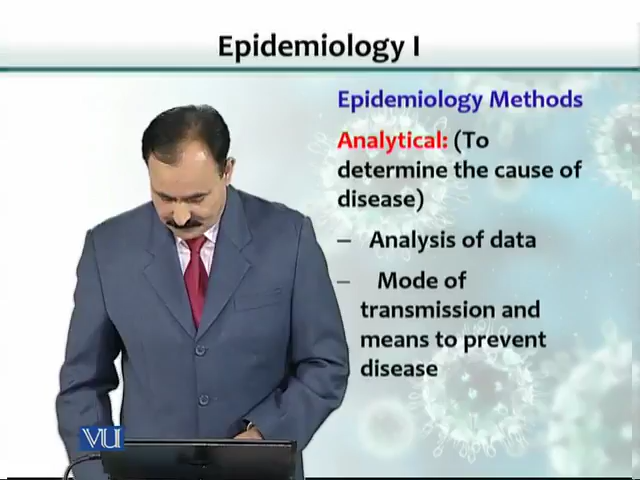 Epidemiology I
Epidemiology Methods
Analytical: (To
determine the cause of
disease)
– Analysis of data
– Mode of
transmission and
means to prevent
disease
VU